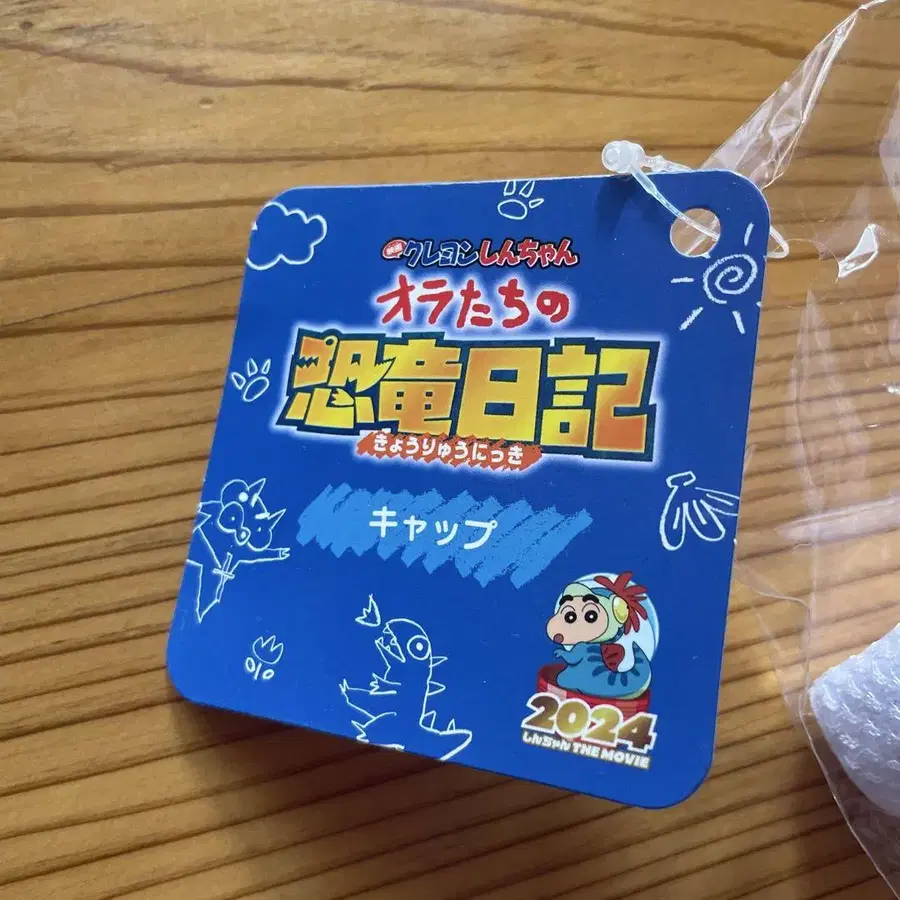 映画クレヨンしんちゃん
オラたちの
恐竜日記
きょうりゅうにっき
キャップ
2024
しんちゃん THE MOVIE